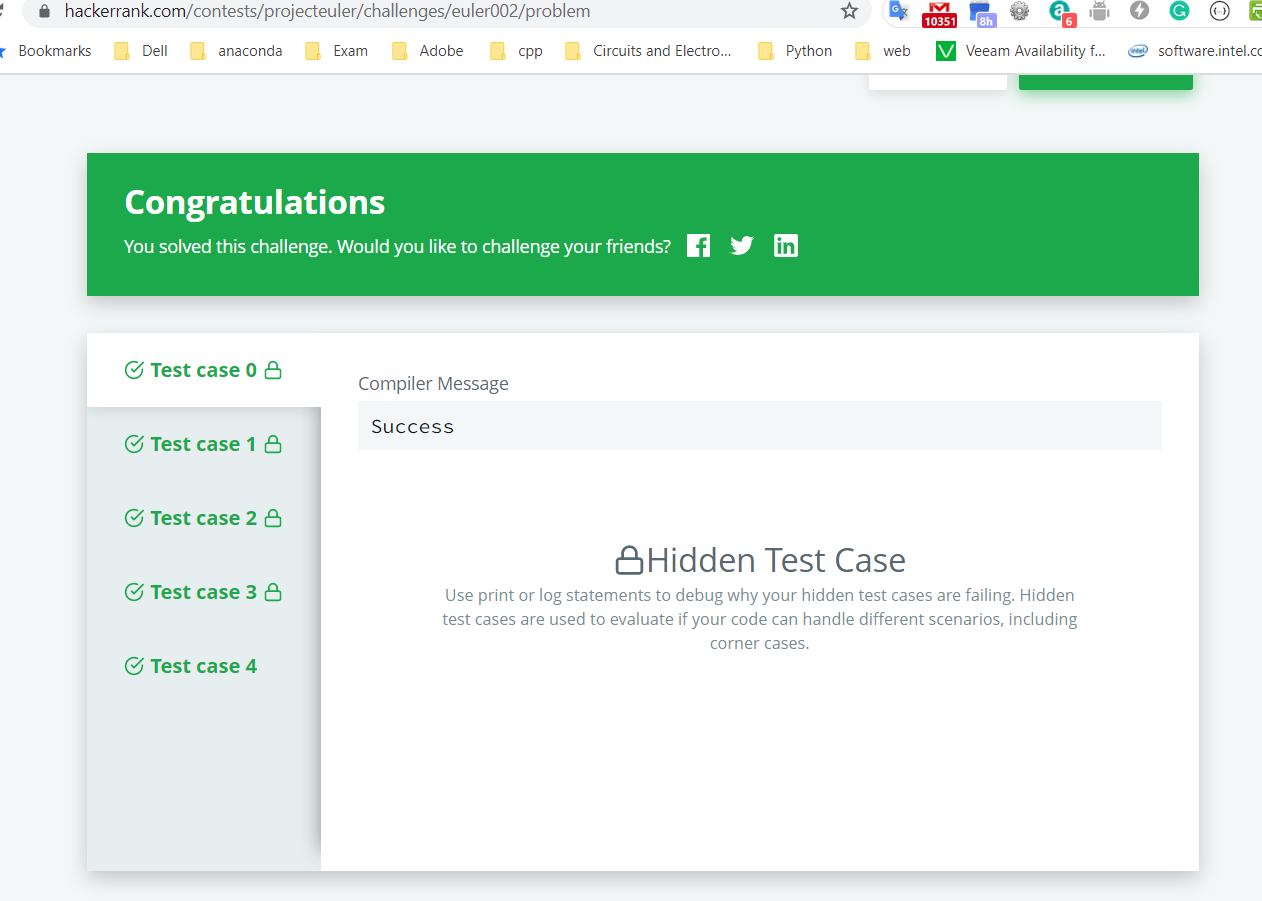 hackerrank.com/contests/projecteuler/challenges/euler002/problem
10351
8h
6
Bookmarks Dell anaconda Exam Adobe cpp Circuits and Electro... Python web Veeam Availability f... software.intel.co
Congratulations
You solved this challenge. Would you like to challenge your friends?
Test case 0
Test case 1
Test case 2
Test case 3
Test case 4
Compiler Message
Success
Hidden Test Case
Use print or log statements to debug why your hidden test cases are failing. Hidden
test cases are used to evaluate if your code can handle different scenarios, including
corner cases.